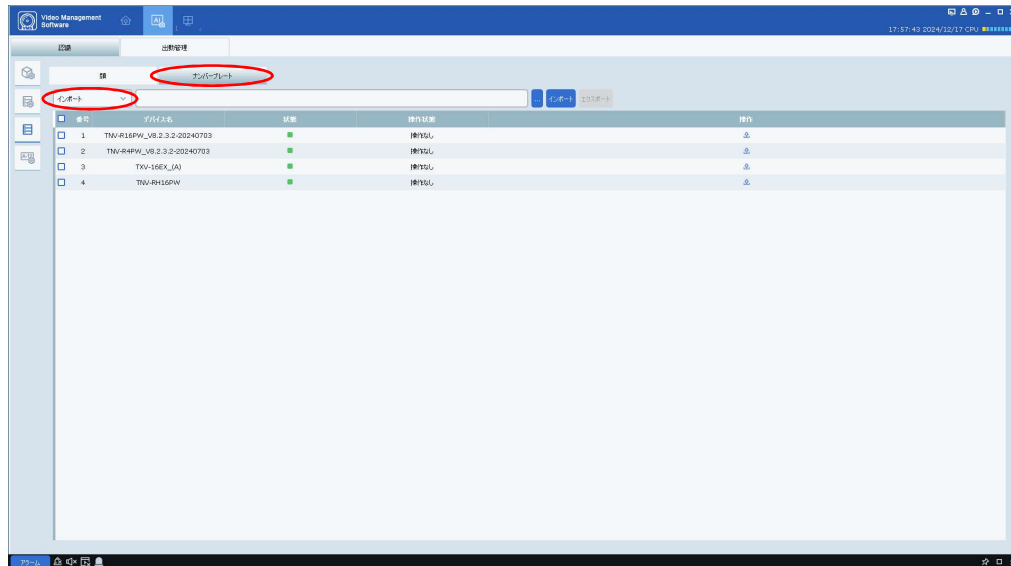 Video Management
Software
AI
17:57:43 2024/12/17 CPU
認識 出勤管理
顔 ナンバープレート
インポート ... インポート エクスポート
番号 デバイス名 状態 操作状態 操作
1 TNV-R16PW_V8.2.3.2-20240703 操作なし
2 TNV-R4PW_V8.2.3.2-20240703 操作なし
3 TXV-16EX_(A) 操作なし
4 TNV-RH16PW 操作なし
アラーム